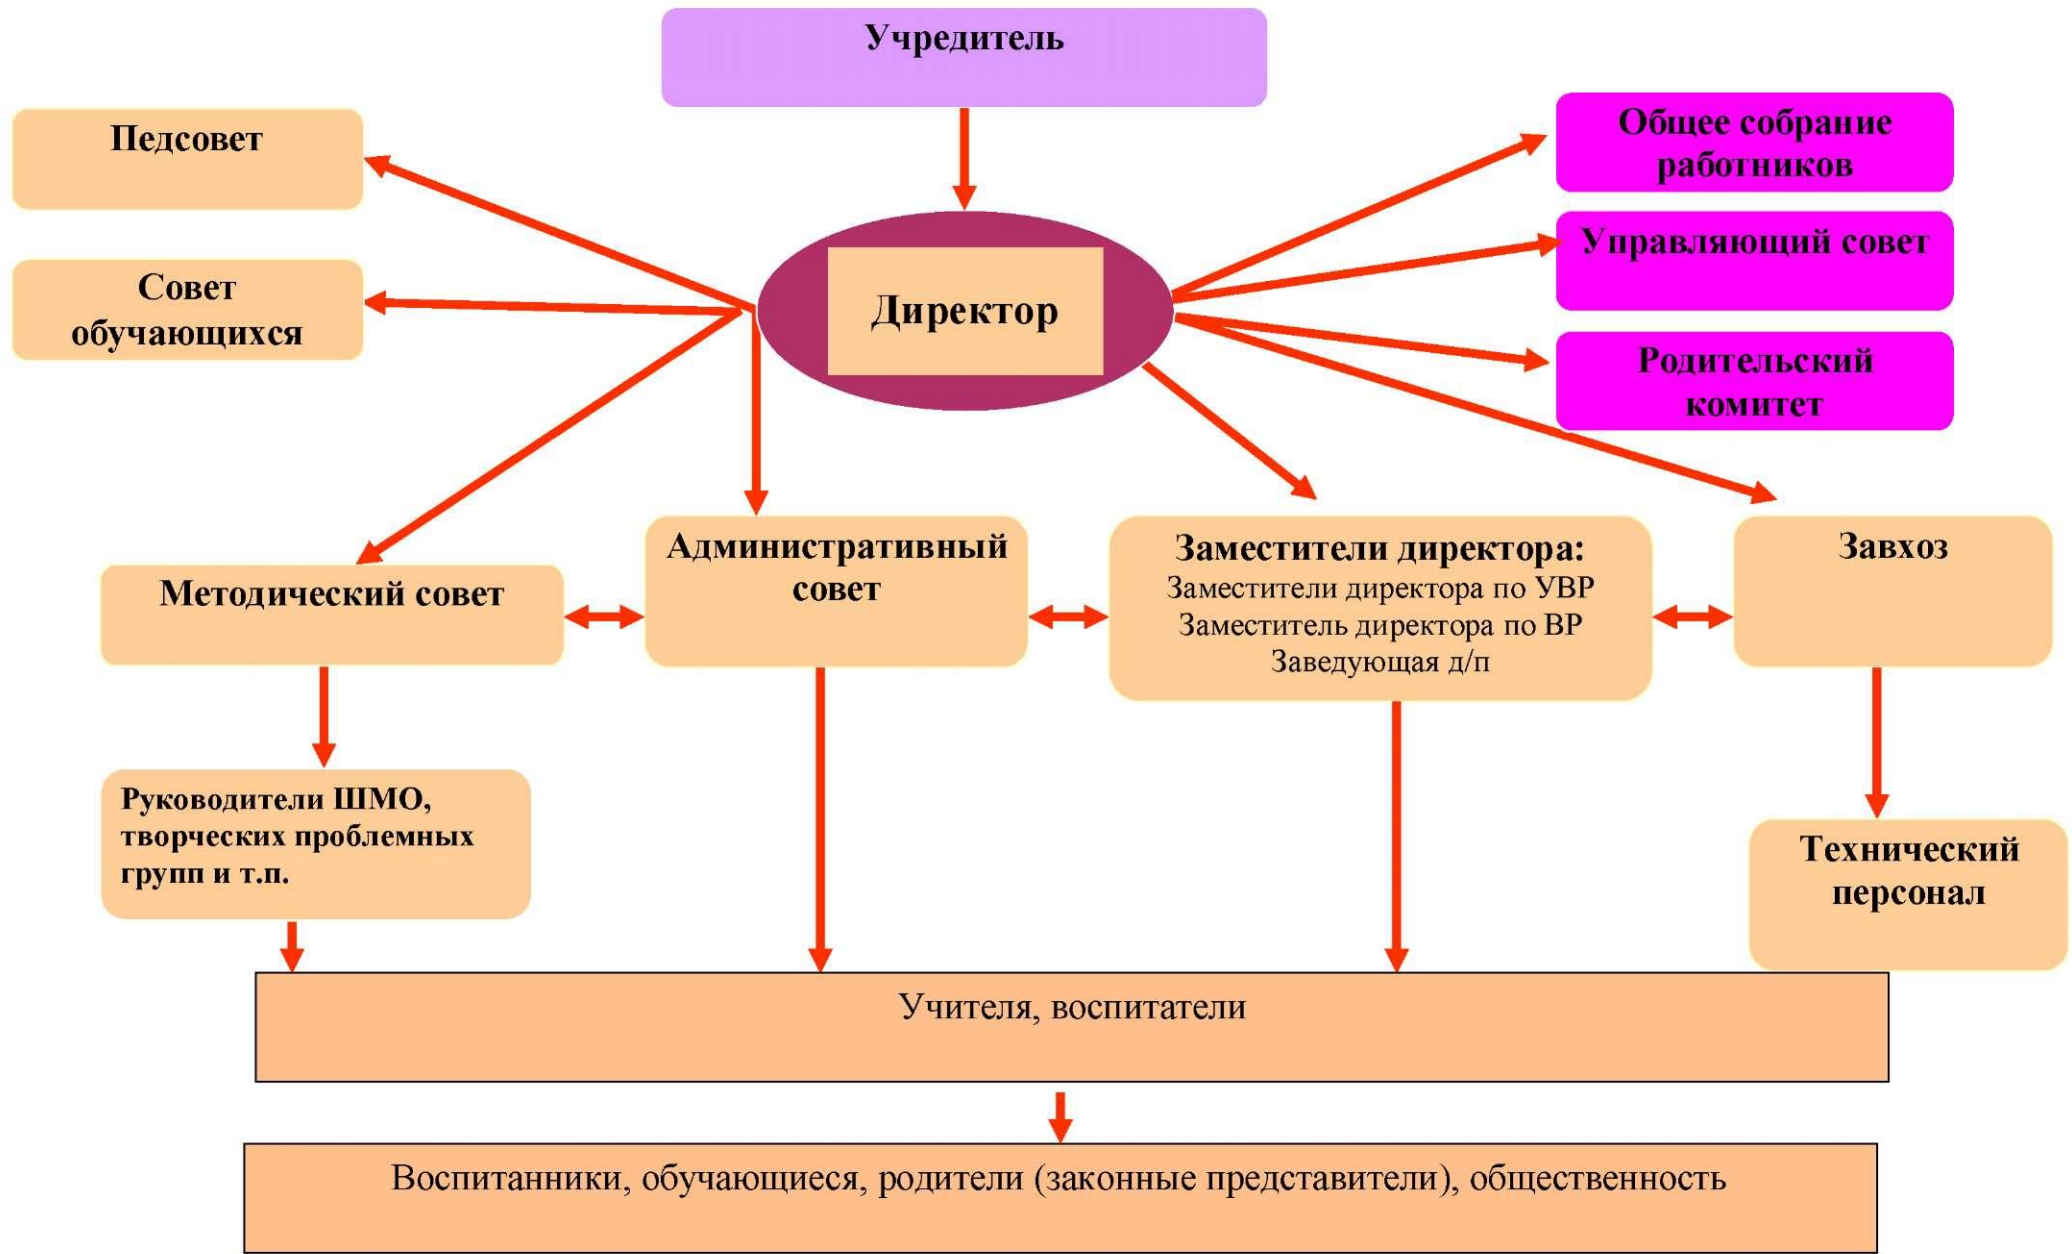 Учредитель
Педсовет
Общее собрание
работников
Управляющий совет
Совет
обучающихся
Директор
Родительский
комитет
Методический совет
Административный
совет
Заместители директора:
Заместители директора по УВР
Заместитель директора по ВР
Заведующая д/п
Завхоз
Руководители ШМО,
творческих проблемных
групп и т.п.
Технический
персонал
Учителя, воспитатели
Воспитанники, обучающиеся, родители (законные представители), общественность